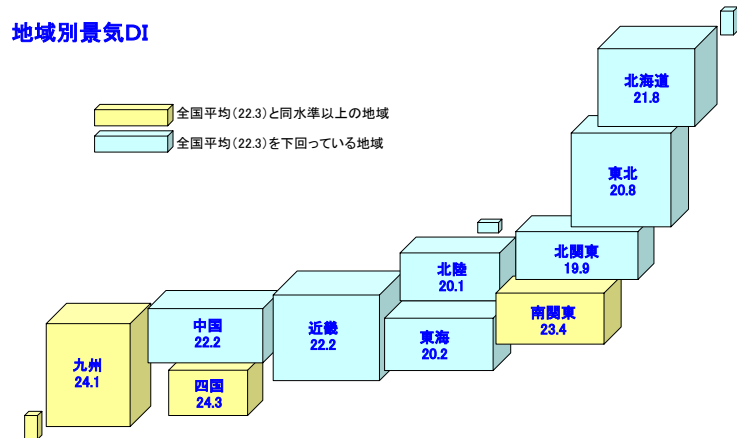 地域別景気DI
全国平均(22.3)と同水準以上の地域
全国平均(22.3)を下回っている地域
北海道
21.8
東北
20.8
北関東
19.9
北陸
20.1
南関東
23.4
東海
20.2
近畿
22.2
中国
22.2
四国
24.3
九州
24.1